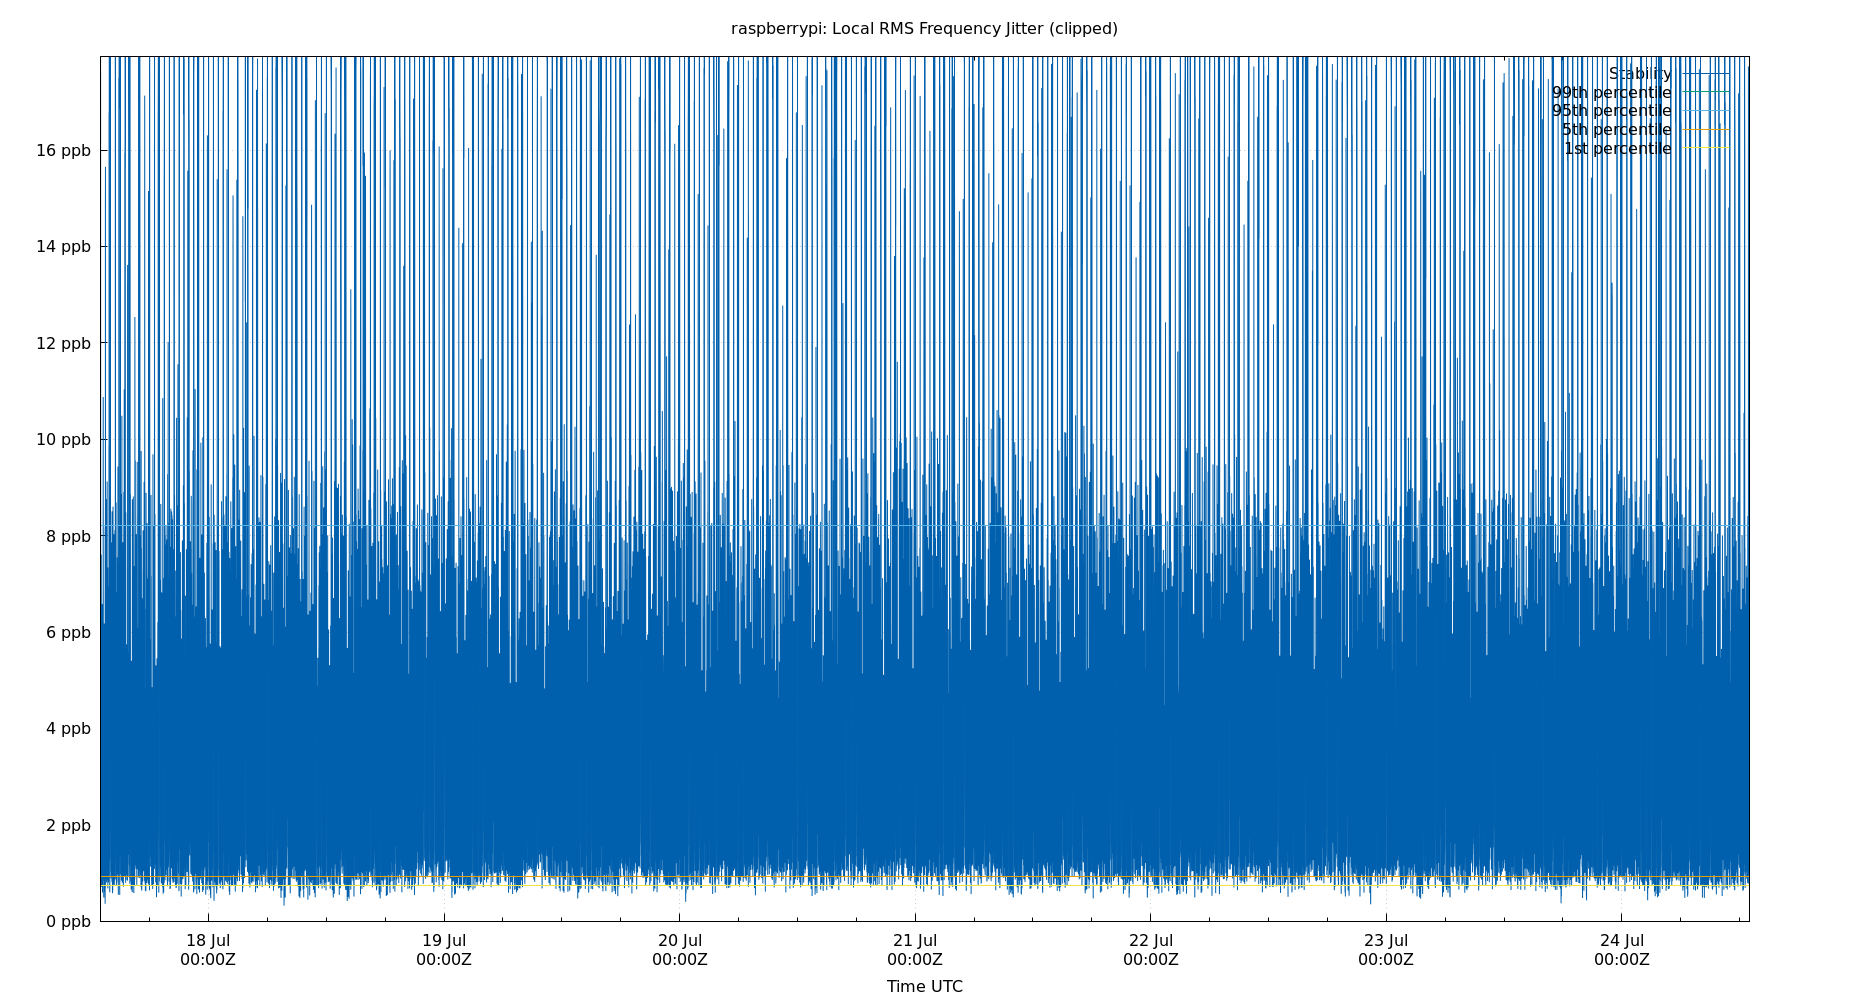 raspberrypi: Local RMS Frequency Jitter (clipped)
Stability
99th percentile
95th percentile
5th percentile
1st percentile
16 ppb
14 ppb
12 ppb
10 ppb
8 ppb
6 ppb
4 ppb
2 ppb
0 ppb
18 Jul 19 Jul 20 Jul 21 Jul 22 Jul 23 Jul 24 Jul
00:00Z 00:00Z 00:00Z 00:00Z 00:00Z 00:00Z 00:00Z
Time UTC